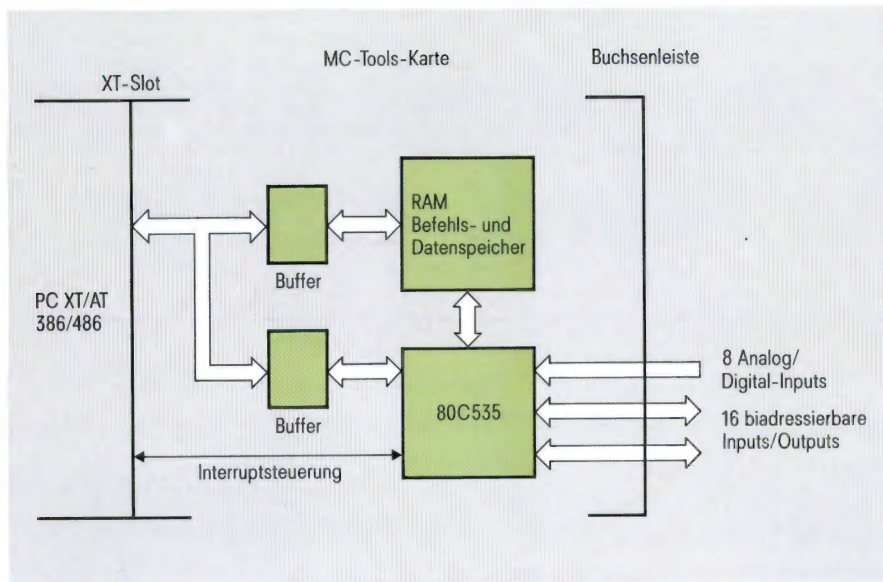 MC-Tools-Karte
Buchsenleiste
XT-Slot
RAM
Befehls- und
Datenspeicher
Buffer
PC XT/AT
386/486
8 Analog/
Digital-Inputs
80C535
16 biadressierbare
Inputs/Outputs
Buffer
Interruptsteuerung